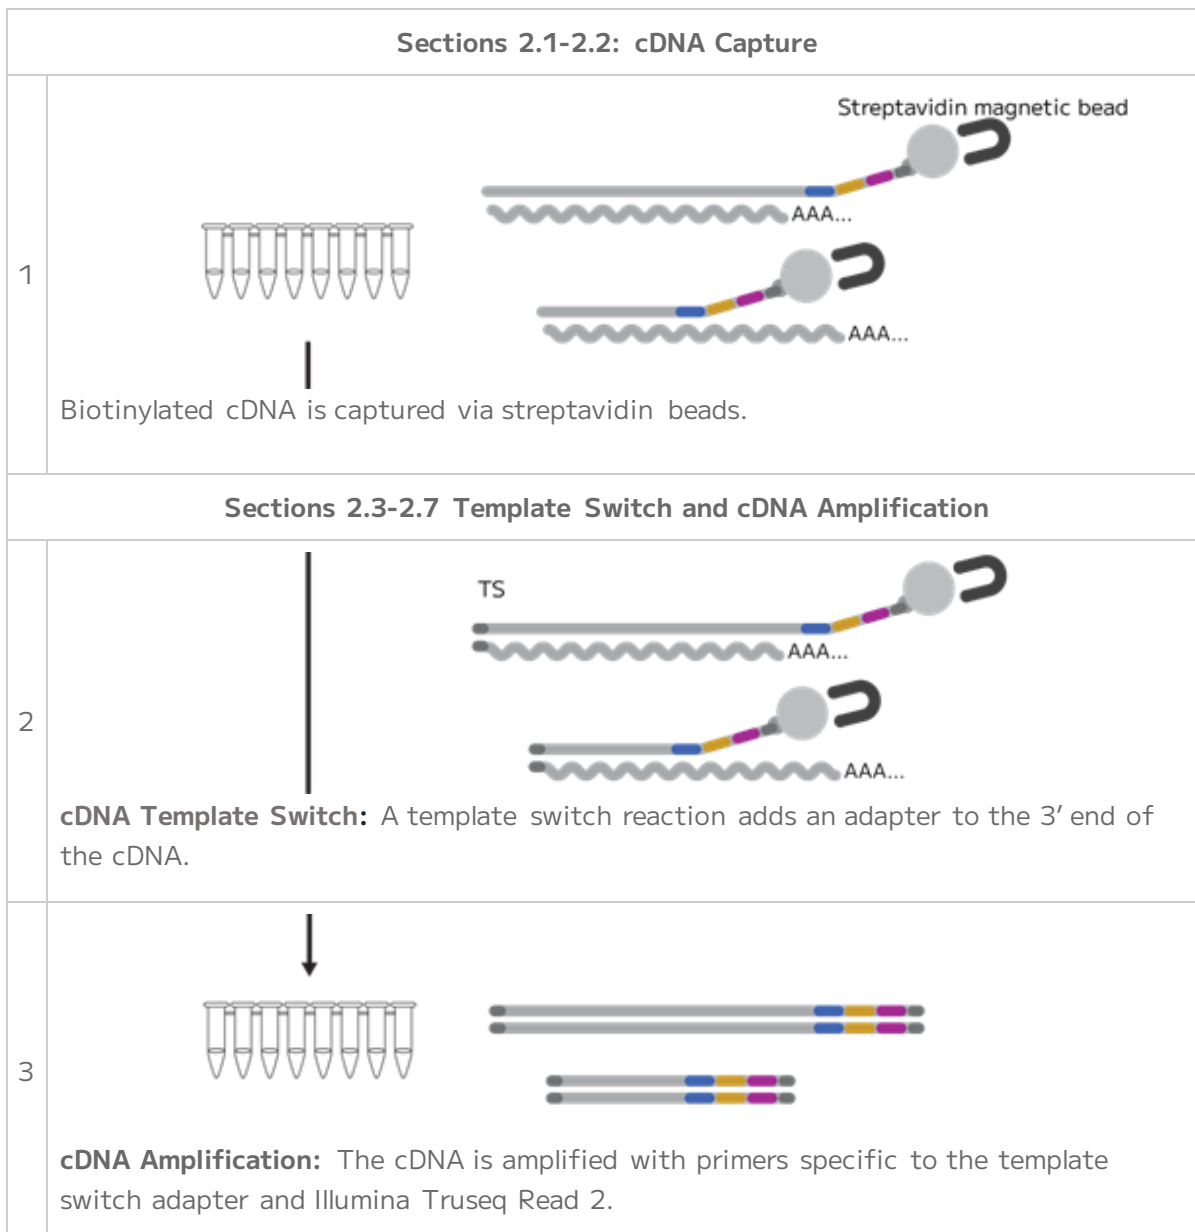 Sections 2.1-2.2: cDNA Capture
Streptavidin magnetic bead
AAA...
AAA...
1
Biotinylated cDNA is captured via streptavidin beads.
Sections 2.3-2.7 Template Switch and cDNA Amplification
TS
AAA...
AAA...
2
cDNA Template Switch: A template switch reaction adds an adapter to the 3′ end of
the cDNA.
3
cDNA Amplification: The cDNA is amplified with primers specific to the template
switch adapter and Illumina Truseq Read 2.